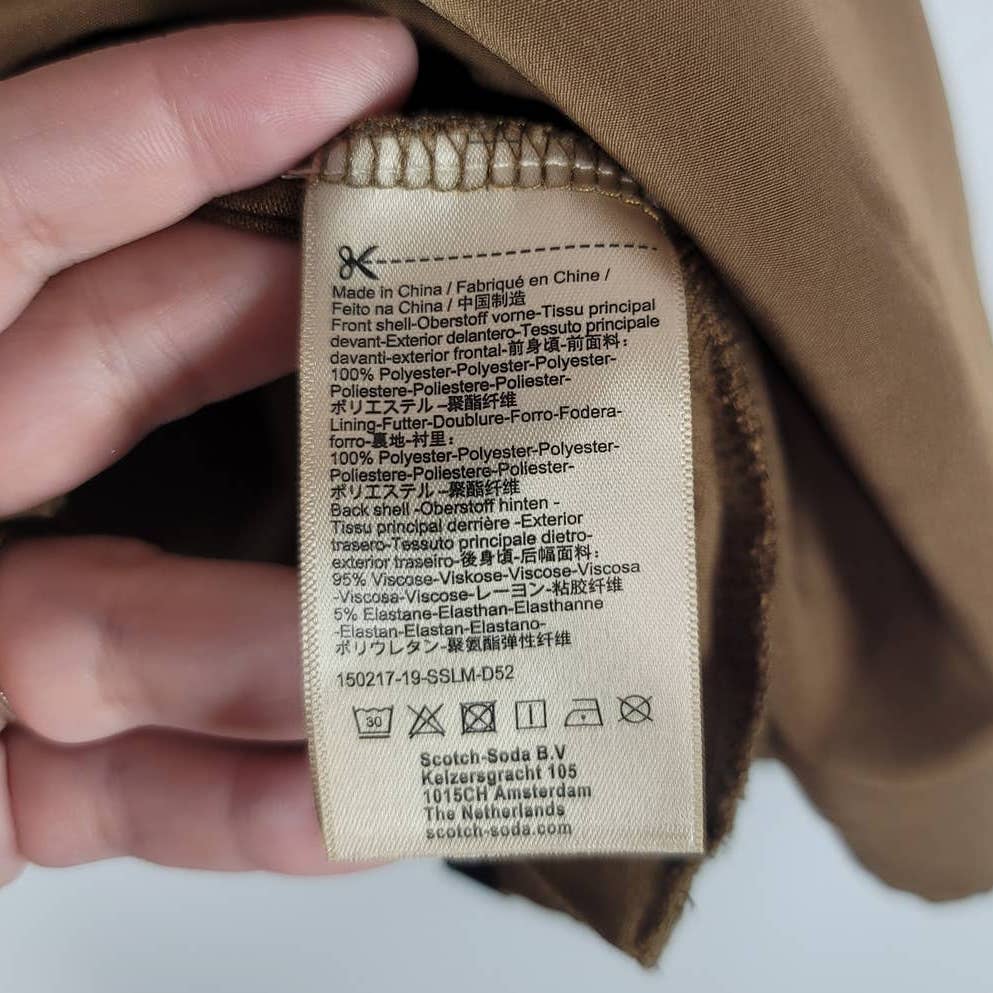 Made in China / Fabriqué en Chine /
Feito na China / 中国制造
Front shell-Oberstoff vorne-Tissu principal
devant-Exterior delantero-Tessuto principale
davanti-exterior frontal-前身頃-前面料：
100% Polyester-Polyester-Polyester-
Poliestere-Poliestere-Poliester-
ポリエステル –聚酯纤维
Lining-Futter-Doublure-Forro-Fodera-
forro-裏地-衬里：
100% Polyester-Polyester-Polyester-
Poliestere-Poliestere-Poliester-
ポリエステル –聚酯纤维
Back shell -Oberstoff hinten -
Tissu principal derrière -Exterior
trasero-Tessuto principale dietro-
exterior traseiro-後身頃-后幅面料：
95% Viscose-Viskose-Viscose-Viscosa
-Viscosa-Viscose-レーヨン-粘胶纤维
5% Elastane-Elasthan-Elasthanne
-Elastan-Elastan-Elastano-
ポリウレタン-聚氨酯弹性纤维
150217-19-SSLM-D52
30
Scotch-Soda B.V
Keizersgracht 105
1015CH Amsterdam
The Netherlands
scotch-soda.com